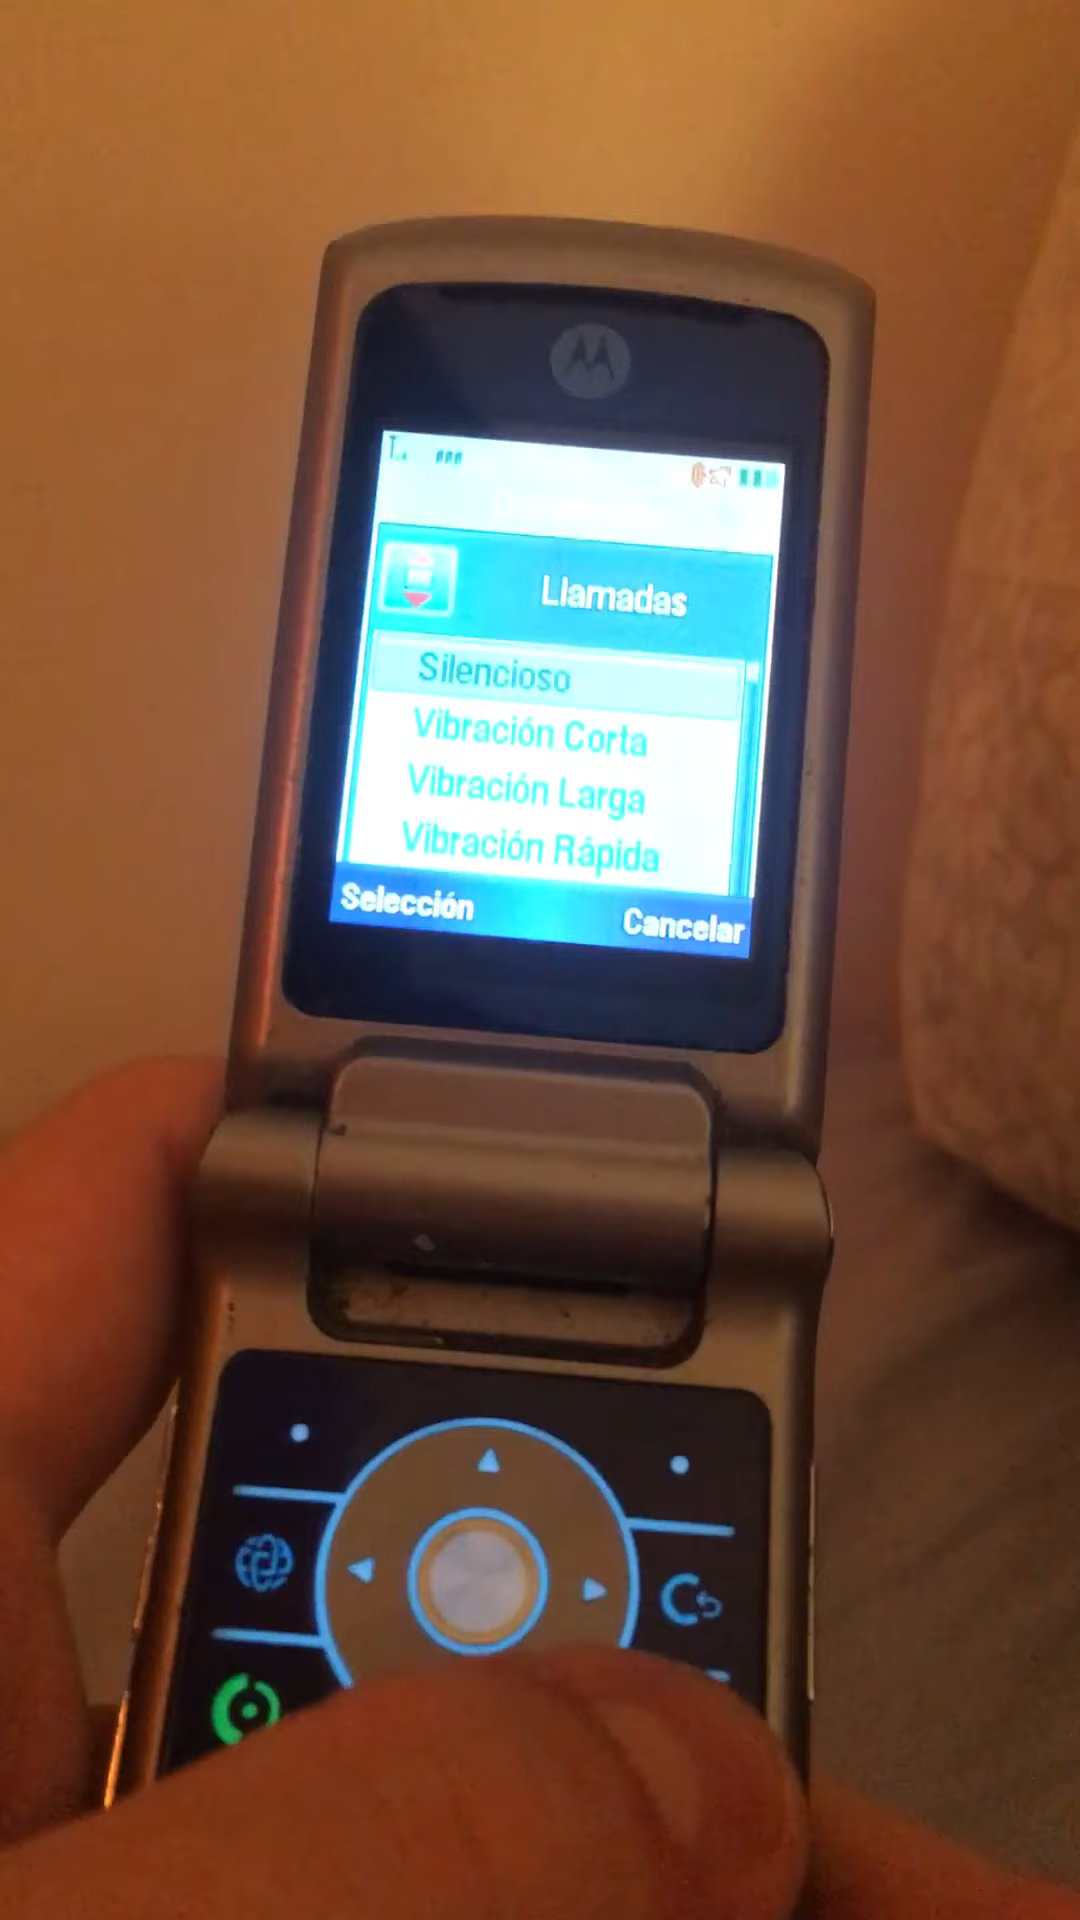 Llamadas
Silencioso
Vibración Corta
Vibración Larga
Vibración Rápida
Selección Cancelar